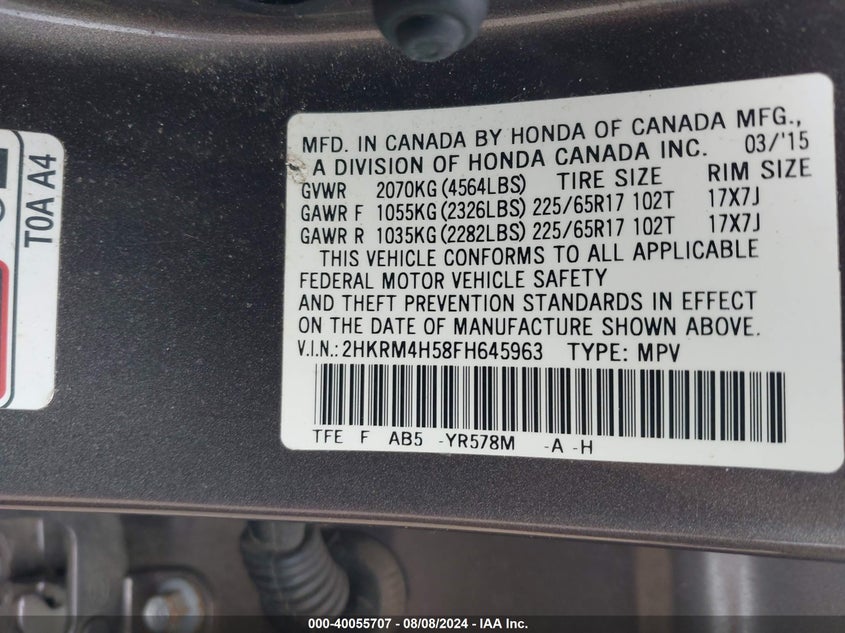 MFD. IN CANADA BY HONDA OF CANADA MFG.,
A DIVISION OF HONDA CANADA INC. 03/'15
GVWR 2070KG (4564LBS) TIRE SIZE RIM SIZE
GAWR F 1055KG (2326LBS) 225/65R17 102T 17X7J
GAWR R 1035KG (2282LBS) 225/65R17 102T 17X7J
THIS VEHICLE CONFORMS TO ALL APPLICABLE
FEDERAL MOTOR VEHICLE SAFETY
AND THEFT PREVENTION STANDARDS IN EFFECT
ON THE DATE OF MANUFACTURE SHOWN ABOVE.
V.I.N.: 2HKRM4H58FH645963 TYPE: MPV
TFE F AB5 -YR578M -A -H
T0A A4
000-40055707 - 08/08/2024 - IAA Inc.